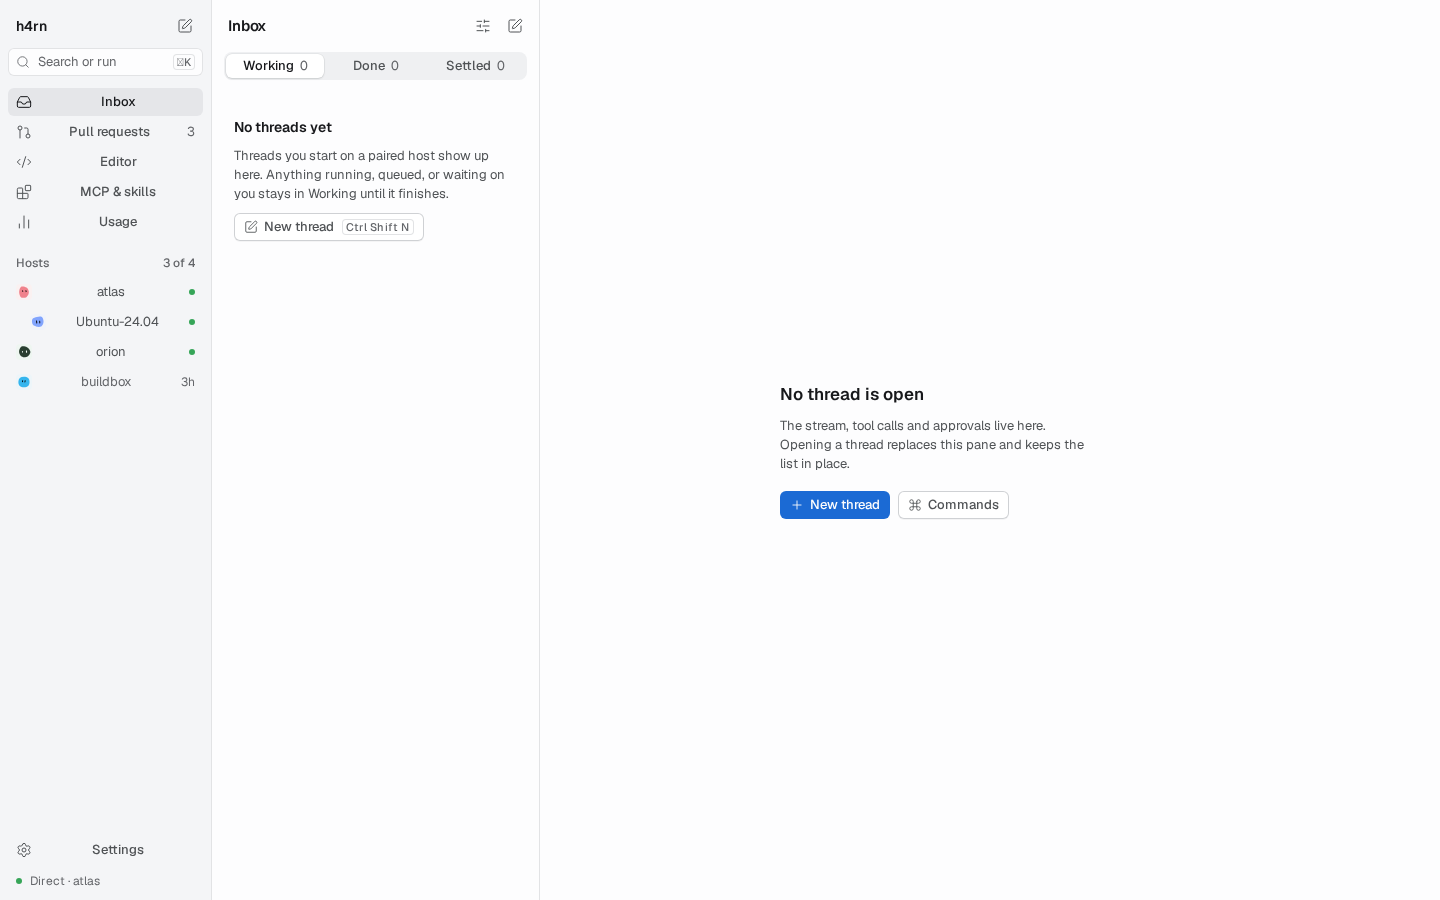 h4rn
Search or run
K
Inbox
Pull requests 3
Editor
MCP & skills
Usage
Hosts 3 of 4
atlas
Ubuntu-24.04
orion
buildbox 3h
Settings
Direct · atlas
Inbox
Working 0 Done 0 Settled 0
No threads yet
Threads you start on a paired host show up
here. Anything running, queued, or waiting on
you stays in Working until it finishes.
New thread Ctrl Shift N
No thread is open
The stream, tool calls and approvals live here.
Opening a thread replaces this pane and keeps the
list in place.
New thread ⌘ Commands